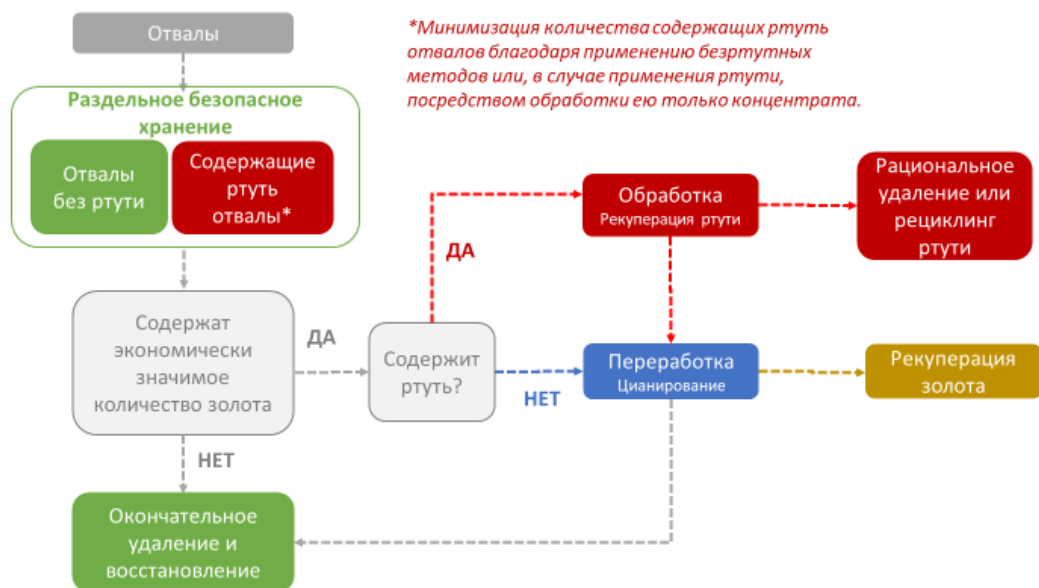 Отвалы
*Минимизация количества содержащих ртуть
отвалов благодаря применению безртутных
методов или, в случае применения ртути,
посредством обработки ею только концентрата.
Раздельное безопасное
хранение
Отвалы
без ртути
Содержащие
ртуть
отвалы*
Обработка
Рекуперация ртути
Рациональное
удаление или
рециклинг
ртути
ДА
Содержат
экономически
значимое
количество золота
ДА
Содержит
ртуть?
НЕТ
Переработка
Цианирование
Рекуперация
золота
НЕТ
Окончательное
удаление и
восстановление